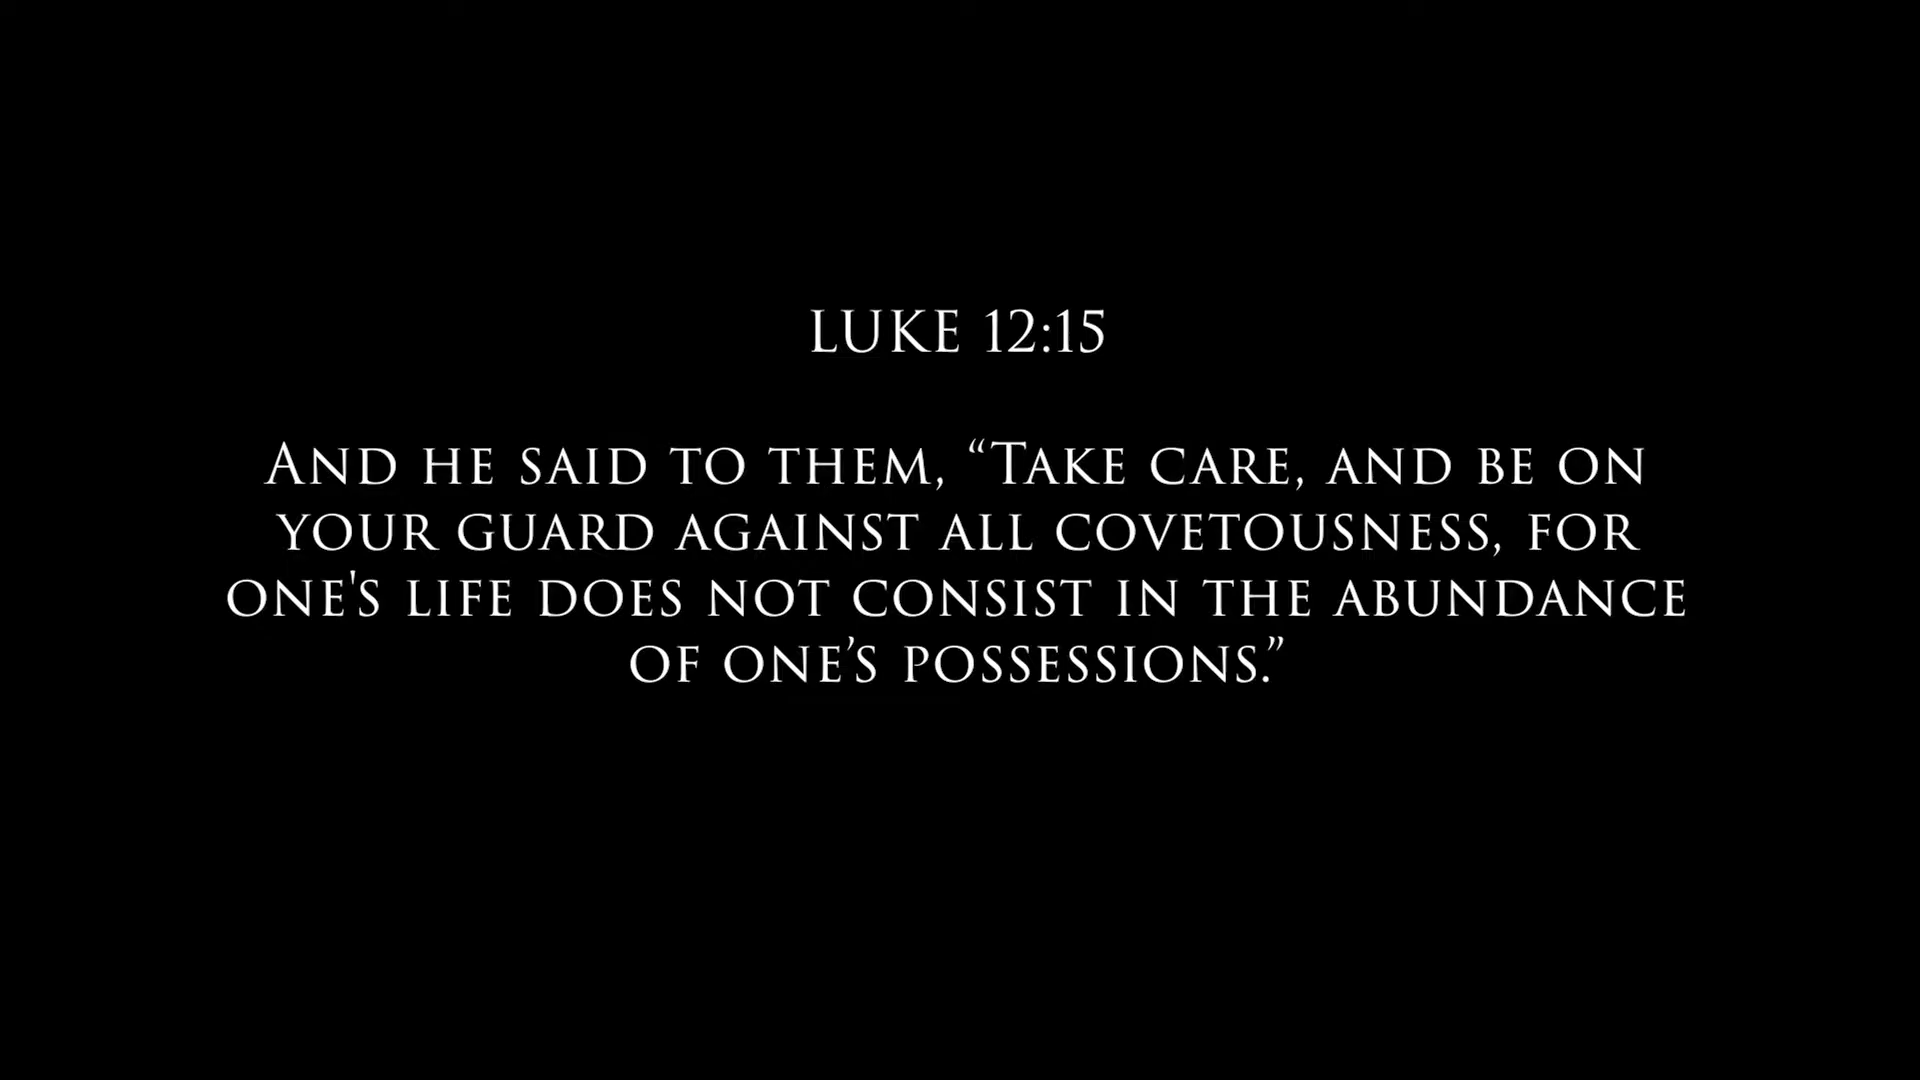 LUKE 12:15
AND HE SAID TO THEM, “TAKE CARE, AND BE ON
YOUR GUARD AGAINST ALL COVETOUSNESS, FOR
ONE'S LIFE DOES NOT CONSIST IN THE ABUNDANCE
OF ONE’S POSSESSIONS.”